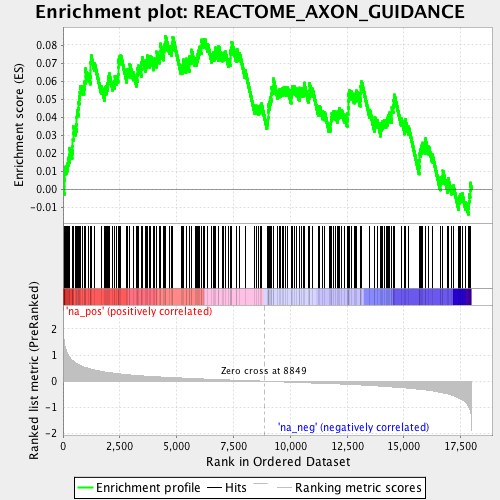 Enrichment plot: REACTOME_AXON_GUIDANCE
Enrichment score (ES)
0.08
0.07
0.06
0.05
0.04
0.03
0.02
0.01
0.00
-0.01
'na_pos' (positively correlated)
Ranked list metric (PreRanked)
2
1
0
-1
-2
Zero cross at 8849
'na_neg' (negatively correlated)
0
2,500
5,000
7,500
10,000
12,500
15,000
17,500
Rank in Ordered Dataset
Enrichment profile
Hits
Ranking metric scores